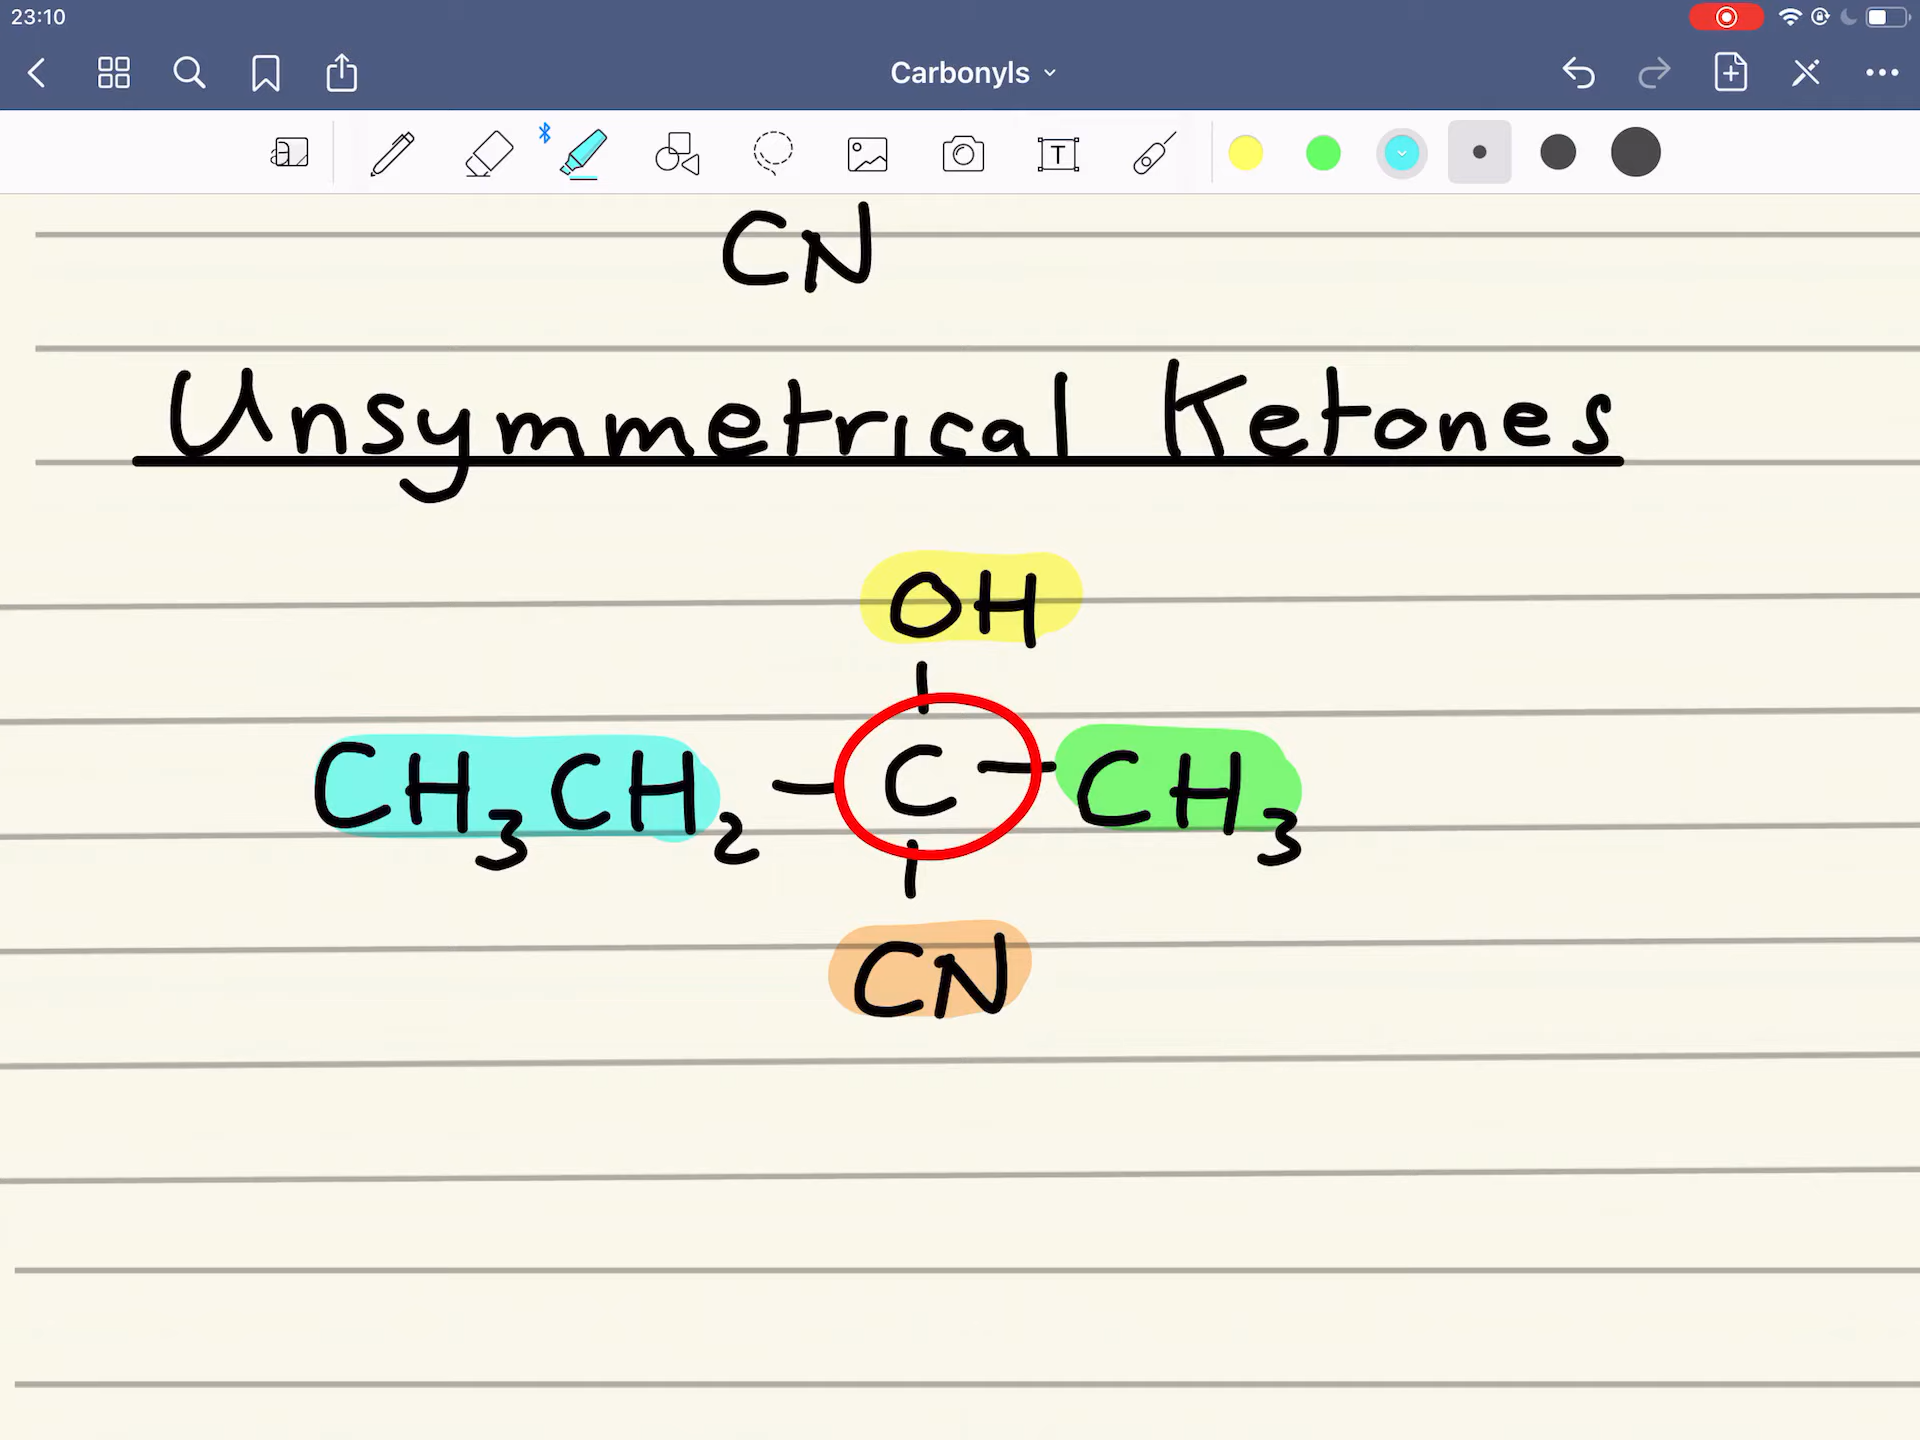 23:10
Carbonyls
a
T
CN
Unsymmetrical Ketones
OH
CH3CH2 - C - CH3
CN